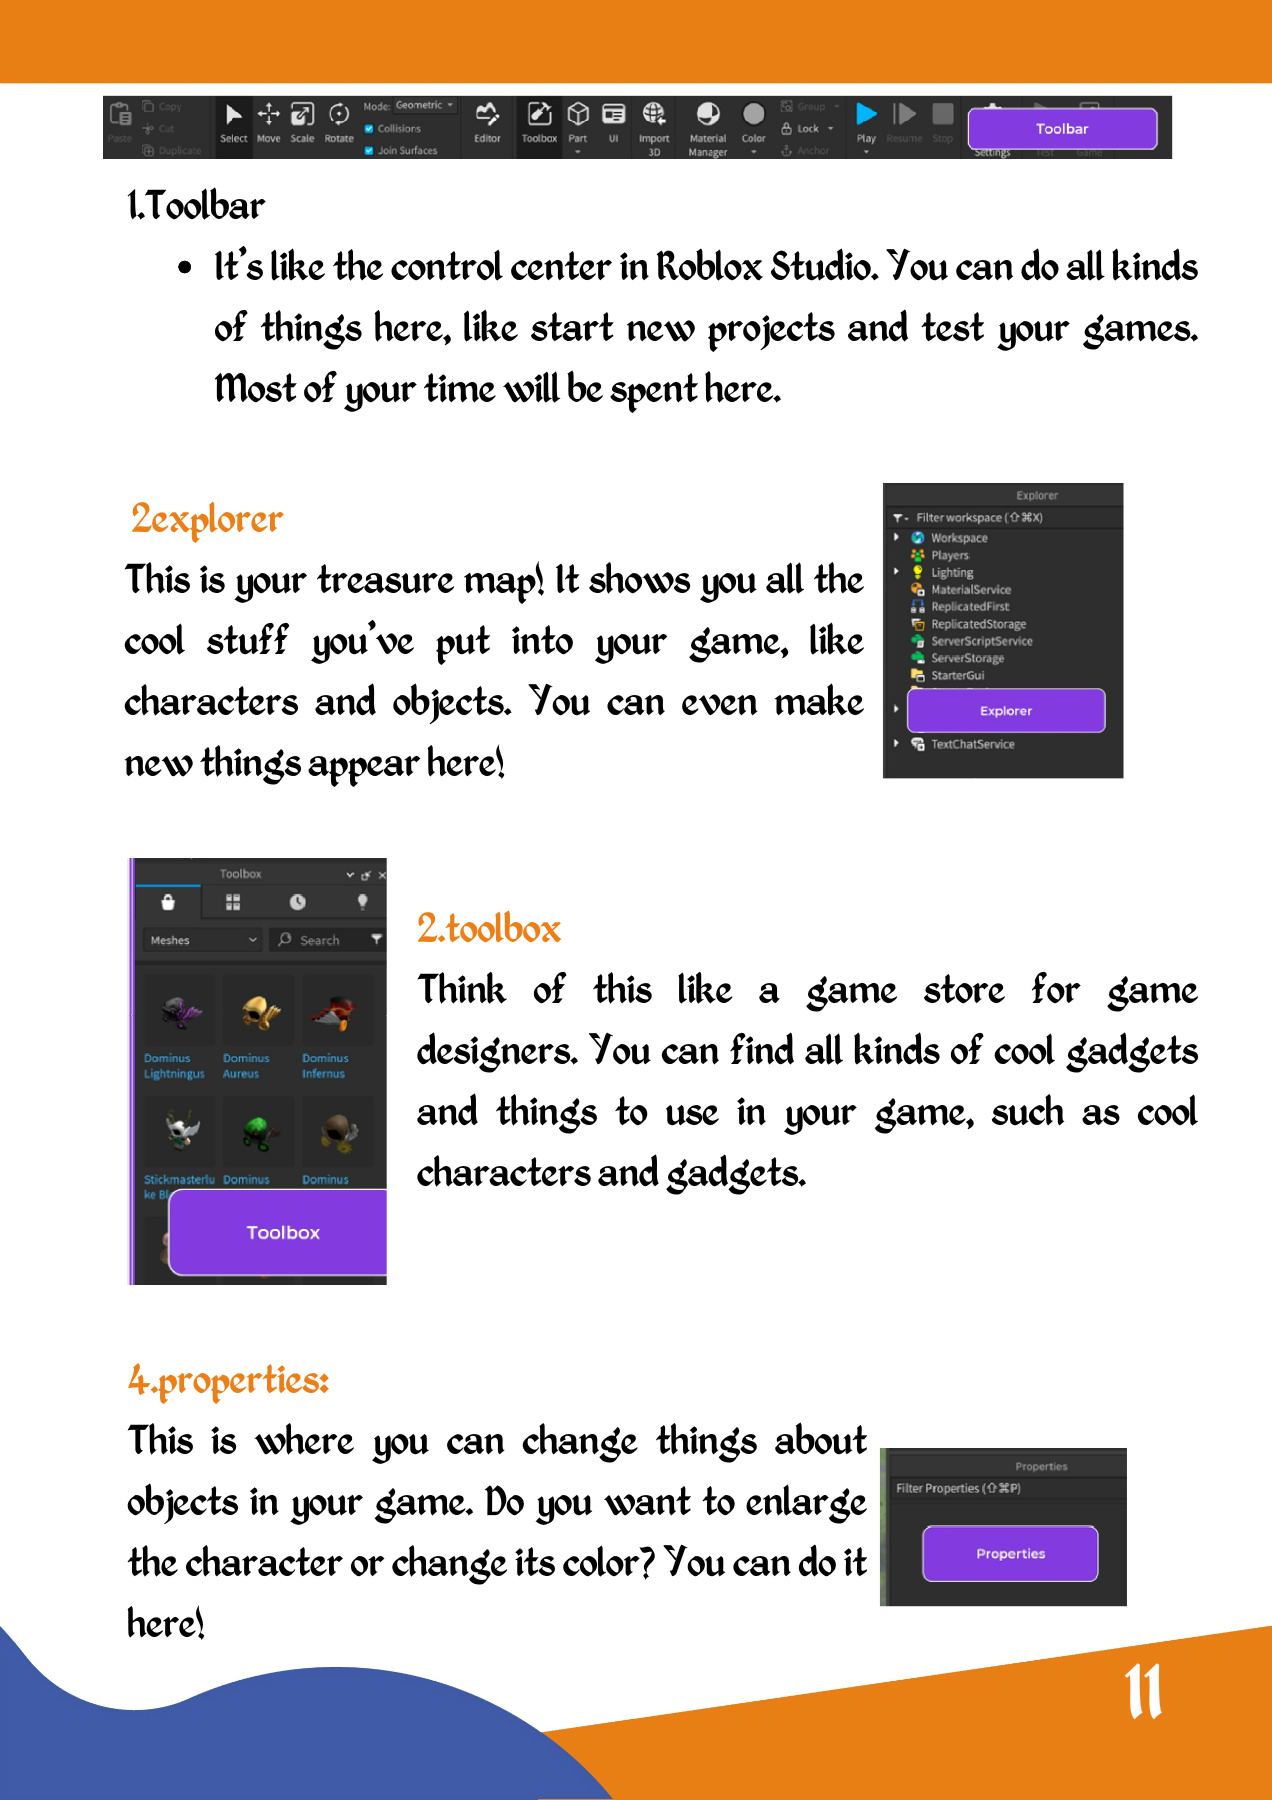 Paste
Copy
Cut
Duplicate
Select
Move
Scale
Rotate
Mode: Geometric
Collisions
Join Surfaces
Editor
Toolbox
Part
UI
Import
3D
Material
Manager
Color
Group
Lock
Anchor
Play
Resume
Stop
Settings
Test
Game
Toolbar
1.Toolbar
• It's like the control center in Roblox Studio. You can do all kinds
of things here, like start new projects and test your games.
Most of your time will be spent here.
2explorer
This is your treasure map! It shows you all the
cool stuff you've put into your game, like
characters and objects. You can even make
new things appear here!
Explorer
Filter workspace (⇧⌘X)
Workspace
Players
Lighting
MaterialService
ReplicatedFirst
ReplicatedStorage
ServerScriptService
ServerStorage
StarterGui
Explorer
TextChatService
Toolbox
Meshes
Search
Dominus
Lightningus
Dominus
Aureus
Dominus
Infernus
Stickmasterlu
ke Bl
Dominus
Dominus
Toolbox
2.toolbox
Think of this like a game store for game
designers. You can find all kinds of cool gadgets
and things to use in your game, such as cool
characters and gadgets.
4.properties:
This is where you can change things about
objects in your game. Do you want to enlarge
the character or change its color? You can do it
here!
Properties
Filter Properties (⇧⌘P)
Properties
11